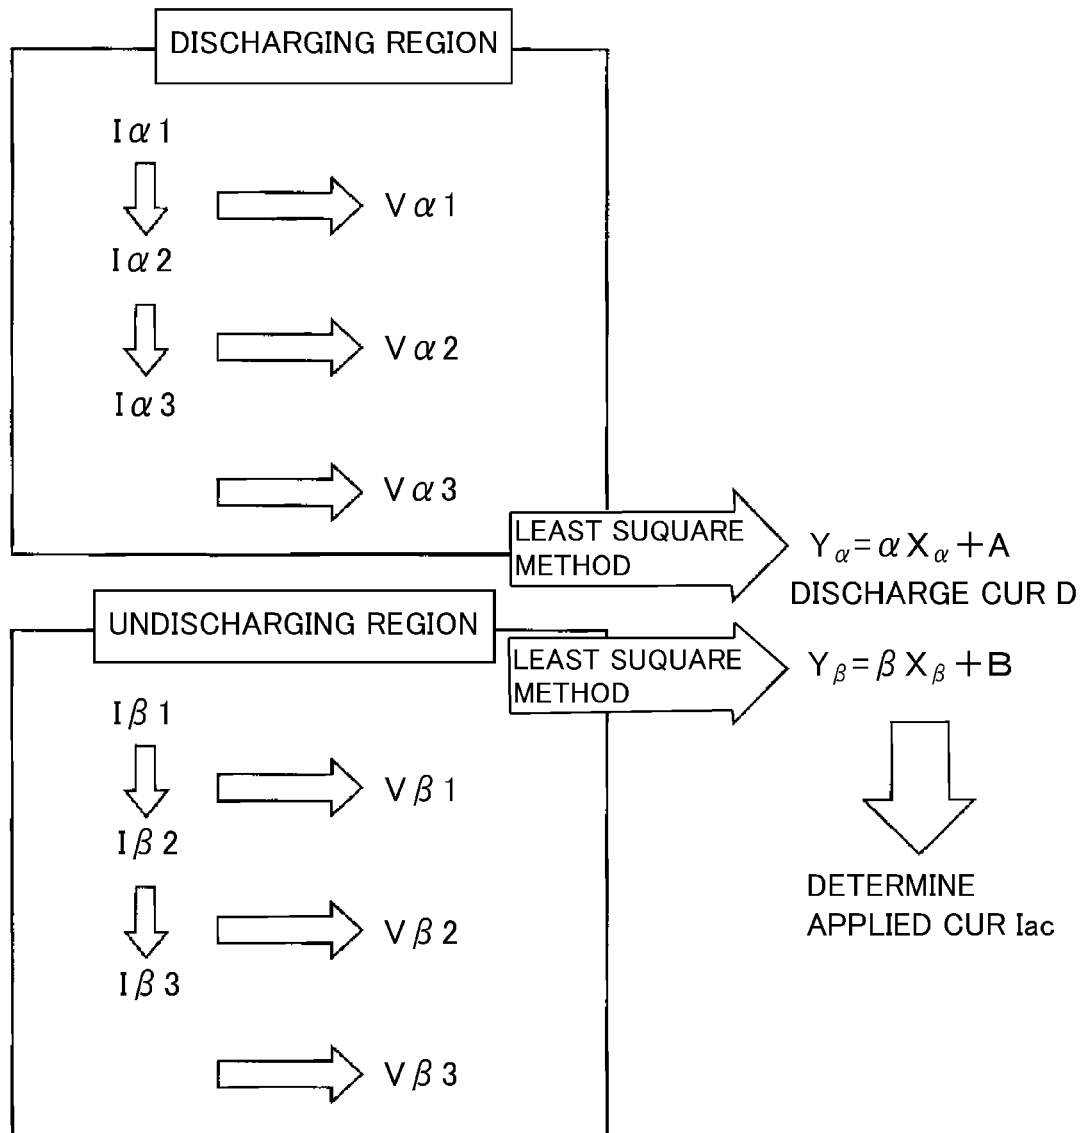 DISCHARGING REGION
Iα1
Vα1
Iα2
Vα2
Iα3
Vα3
LEAST SUQUARE
METHOD
Yα=αXα+A
DISCHARGE CUR D
UNDISCHARGING REGION
LEAST SUQUARE
METHOD
Yβ=βXβ+B
Iβ1
Vβ1
Iβ2
Vβ2
Iβ3
Vβ3
DETERMINE
APPLIED CUR Iac